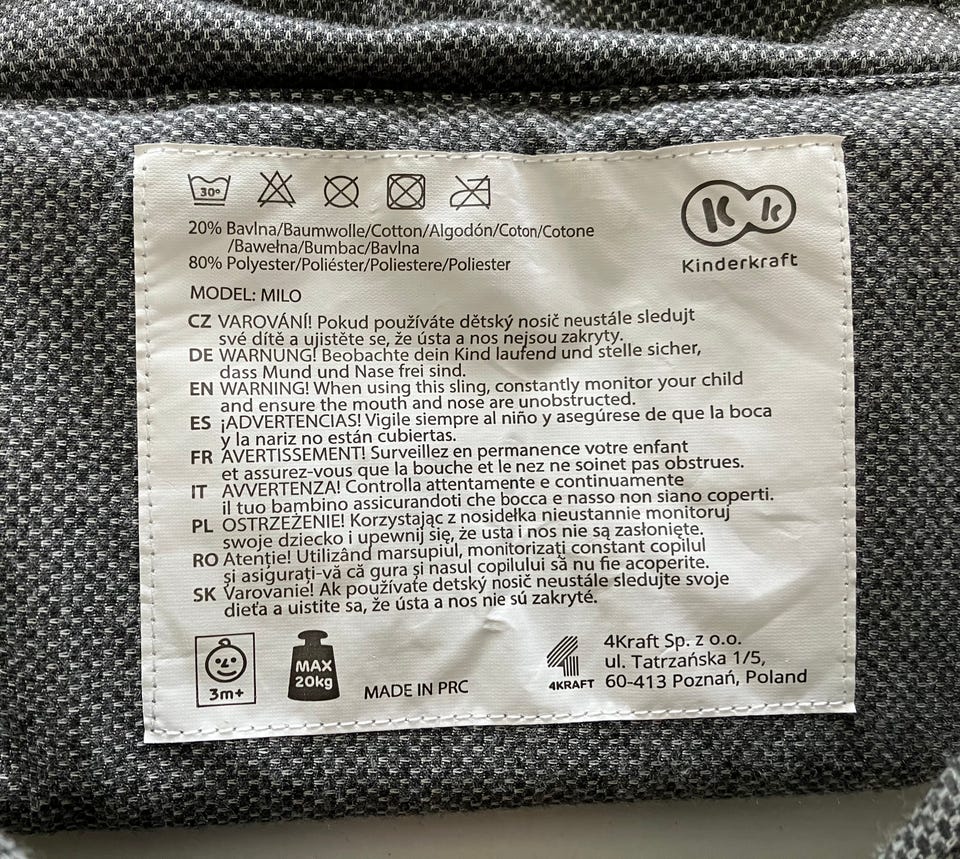 30°
20% Bavlna/Baumwolle/Cotton/Algodón/Coton/Cotone
/Bawełna/Bumbac/Bavlna
80% Polyester/Poliéster/Poliestere/Poliester
Kinderkraft
MODEL: MILO
CZ VAROVÁNÍ! Pokud používáte dětský nosič neustále sledujt
své dítě a ujistěte se, že ústa a nos nejsou zakryty.
DE WARNUNG! Beobachte dein Kind laufend und stelle sicher,
dass Mund und Nase frei sind.
EN WARNING! When using this sling, constantly monitor your child
and ensure the mouth and nose are unobstructed.
ES ¡ADVERTENCIAS! Vigile siempre al niño y asegúrese de que la boca
y la nariz no están cubiertas.
FR AVERTISSEMENT! Surveillez en permanence votre enfant
et assurez-vous que la bouche et le nez ne soinet pas obstrues.
IT AVVERTENZA! Controlla attentamente e continuamente
il tuo bambino assicurandoti che bocca e nasso non siano coperti.
PL OSTRZEŻENIE! Korzystając z nosidełka nieustannie monitoruj
swoje dziecko i upewnij się, że usta i nos nie są zasłonięte.
RO Atenție! Utilizând marsupiul, monitorizați constant copilul
și asigurați-vă că gura și nasul copilului să nu fie acoperite.
SK Varovanie! Ak používate detský nosič neustále sledujte svoje
dieťa a uistite sa, že ústa a nos nie sú zakryté.
3m+
MAX
20kg
MADE IN PRC
4KRAFT
4Kraft Sp. z o.o.
ul. Tatrzańska 1/5,
60-413 Poznań, Poland